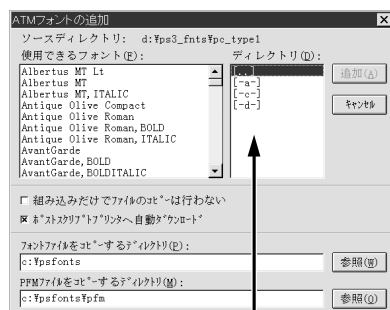 ATMフォントの追加
ソースディレクトリ: d:¥ps3_fnts¥pc_type1
使用できるフォント(F):
ディレクトリ(D):
Albertus MT Lt
Albertus MT
Albertus MT,ITALIC
Antique Olive Compact
Antique Olive Roman
Antique Olive Roman,BOLD
Antique Olive Roman,ITALIC
AvantGarde
AvantGarde,BOLD
AvantGarde,BOLDITALIC
[..]
[-a-]
[-c-]
[-d-]
追加(A)
ｷｬﾝｾﾙ
組み込みだけでﾌｧｲﾙのｺﾋﾟｰは行わない
ﾎﾟｽﾄｽｸﾘﾌﾟﾄﾌﾟﾘﾝﾀへ自動ﾀﾞｳﾝﾛｰﾄﾞ
ﾌｫﾝﾄﾌｧｲﾙをｺﾋﾟｰするﾃﾞｨﾚｸﾄﾘ(P):
c:¥psfonts
参照(W)
PFMﾌｧｲﾙをｺﾋﾟｰするﾃﾞｨﾚｸﾄﾘ(M):
c:¥psfonts¥pfm
参照(O)